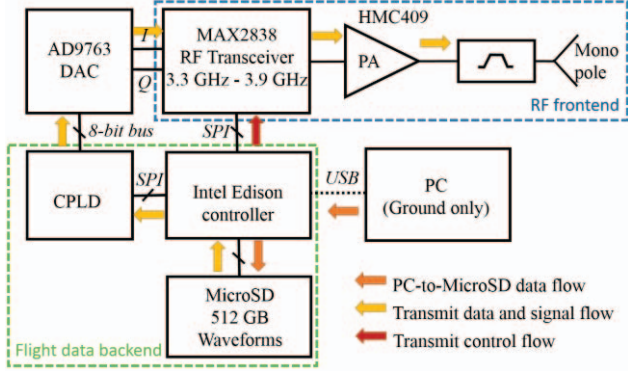 AD9763
DAC
I
Q
MAX2838
RF Transceiver
3.3 GHz - 3.9 GHz
HMC409
PA
Mono
pole
RF frontend
8-bit bus
SPI
CPLD
SPI
Intel Edison
controller
USB
PC
(Ground only)
MicroSD
512 GB
Waveforms
Flight data backend
PC-to-MicroSD data flow
Transmit data and signal flow
Transmit control flow